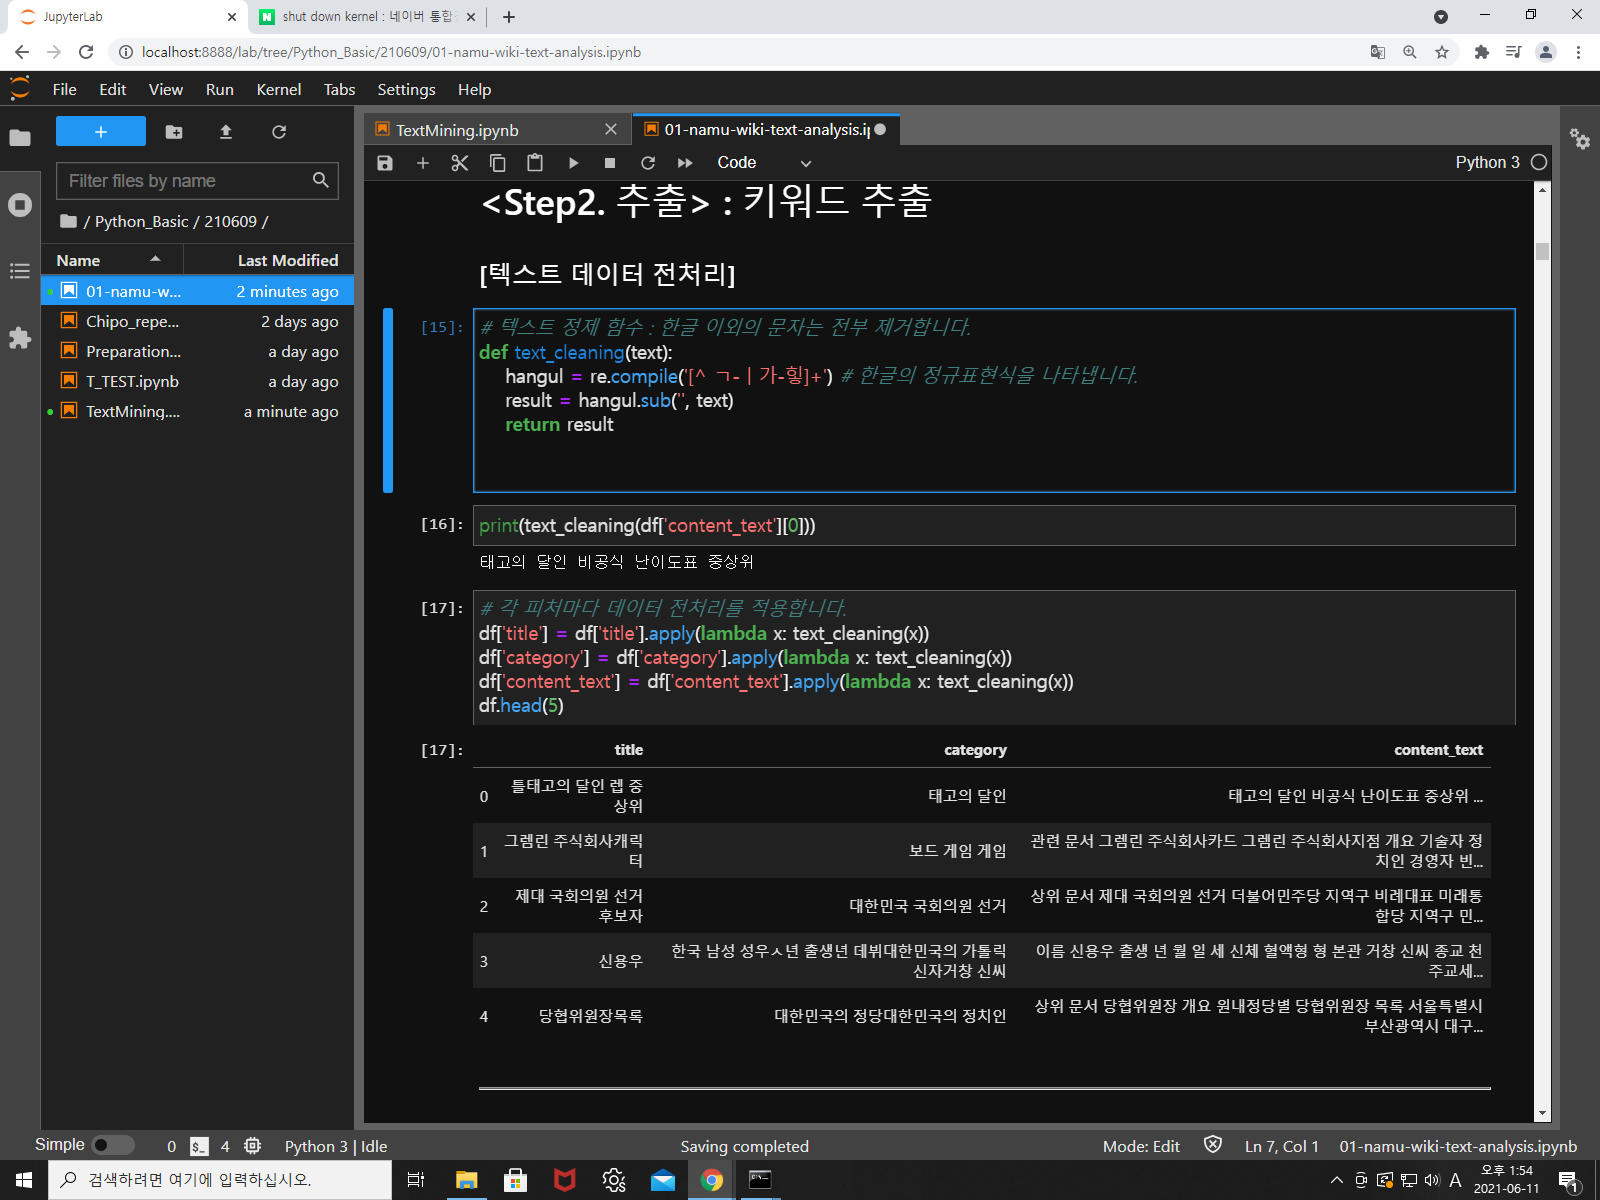 JupyterLab
shut down kernel : 네이버 통합
localhost:8888/lab/tree/Python_Basic/210609/01-namu-wiki-text-analysis.ipynb
File Edit View Run Kernel Tabs Settings Help
TextMining.ipynb
01-namu-wiki-text-analysis.i
Filter files by name
Code
Python 3
/ Python_Basic / 210609 /
Name Last Modified
01-namu-w... 2 minutes ago
Chipo_repe... 2 days ago
Preparation... a day ago
T_TEST.ipynb a day ago
TextMining.... a minute ago
<Step2. 추출> : 키워드 추출
[텍스트 데이터 전처리]
[15]:
# 텍스트 정제 함수 : 한글 이외의 문자는 전부 제거합니다.
def text_cleaning(text):
hangul = re.compile('[^ ㄱ-ㅣ가-힣]+') # 한글의 정규표현식을 나타냅니다.
result = hangul.sub('', text)
return result
[16]:
print(text_cleaning(df['content_text'][0]))
태고의 달인 비공식 난이도표 중상위
[17]:
# 각 피처마다 데이터 전처리를 적용합니다.
df['title'] = df['title'].apply(lambda x: text_cleaning(x))
df['category'] = df['category'].apply(lambda x: text_cleaning(x))
df['content_text'] = df['content_text'].apply(lambda x: text_cleaning(x))
df.head(5)
[17]:
title category content_text
0 틀태고의 달인 렙 중
상위
태고의 달인
태고의 달인 비공식 난이도표 중상위 ...
1 그렘린 주식회사캐릭
터
보드 게임 게임
관련 문서 그렘린 주식회사카드 그렘린 주식회사지점 개요 기술자 정
치인 경영자 빈...
2 제대 국회의원 선거
후보자
대한민국 국회의원 선거
상위 문서 제대 국회의원 선거 더불어민주당 지역구 비례대표 미래통
합당 지역구 민...
3 신용우
한국 남성 성우ㅅ년 출생년 데뷔대한민국의 가톨릭
신자거창 신씨
이름 신용우 출생 년 월 일 세 신체 혈액형 형 본관 거창 신씨 종교 천
주교세...
4 당협위원장목록
대한민국의 정당대한민국의 정치인
상위 문서 당협위원장 개요 원내정당별 당협위원장 목록 서울특별시
부산광역시 대구...
Simple 0 4 Python 3 | Idle Saving completed Mode: Edit Ln 7, Col 1 01-namu-wiki-text-analysis.ipynb
검색하려면 여기에 입력하십시오.
A
오후 1:54
2021-06-11
1